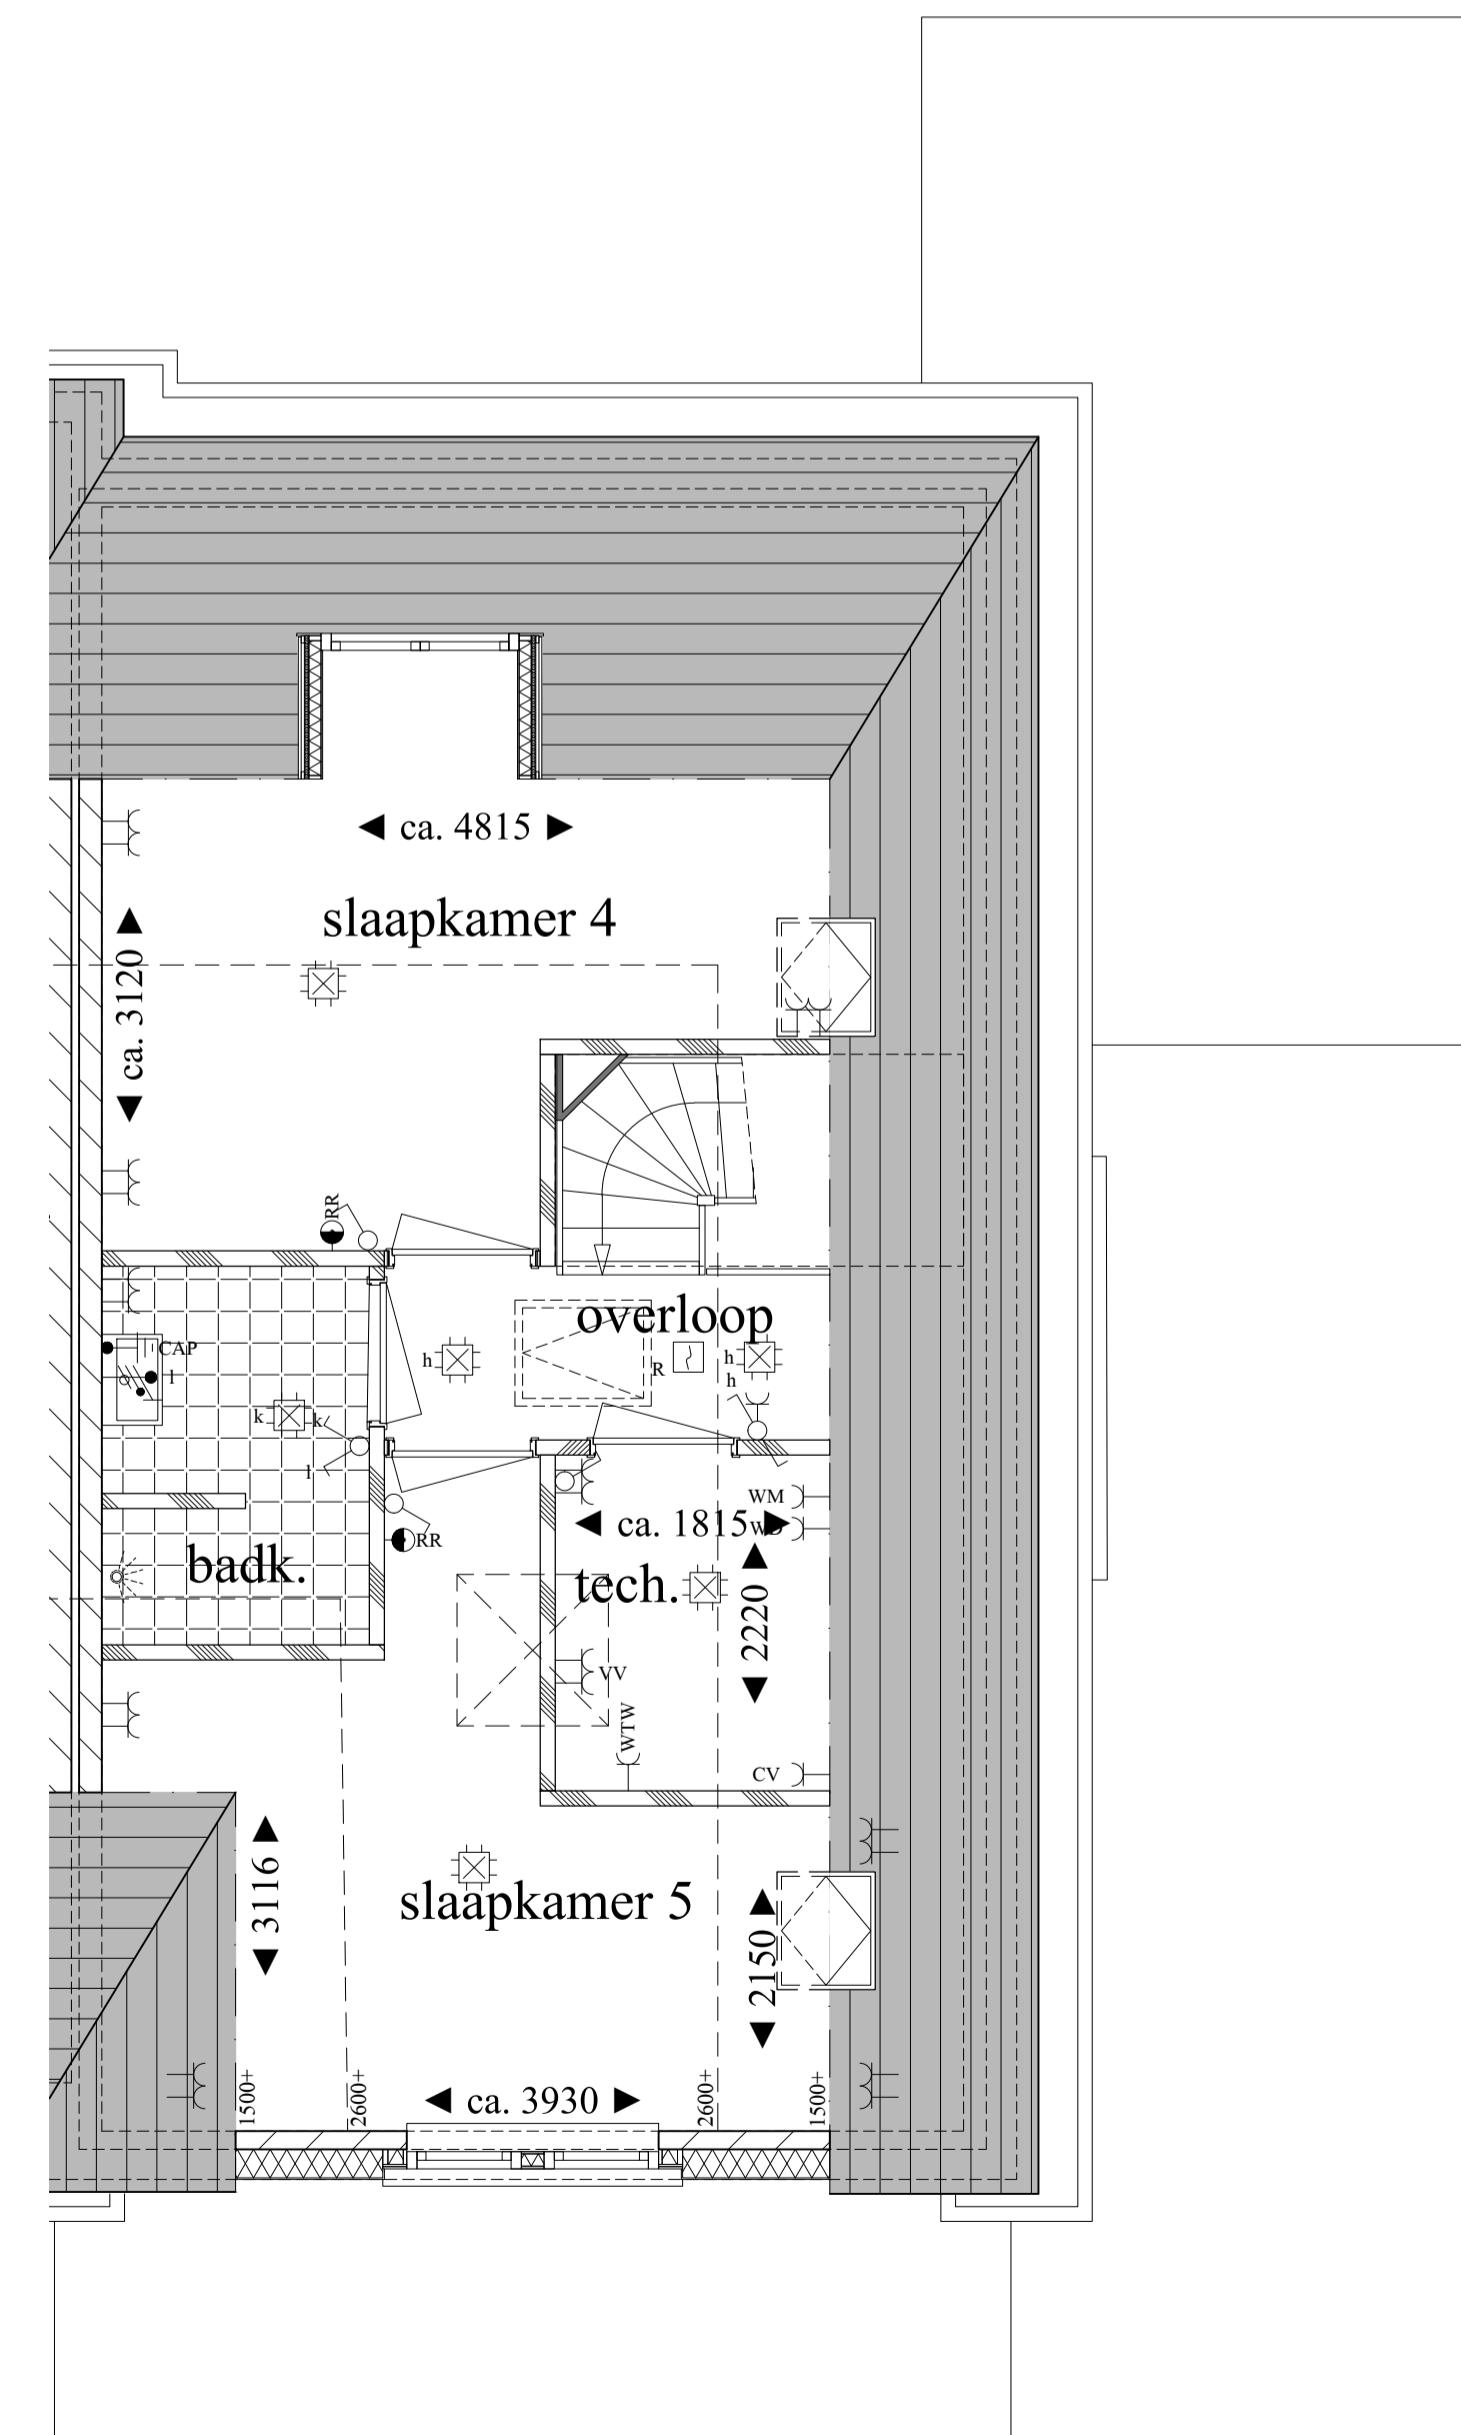 ca. 4815
slaapkamer 4
ca. 3120
RR
overloop
CAP
l
h
R
h
h
k
k
l
WM
ca. 1815
WD
RR
badk.
tech.
2220
VV
WTW
CV
3116
slaapkamer 5
2150
1500+
2600+
ca. 3930
2600+
1500+